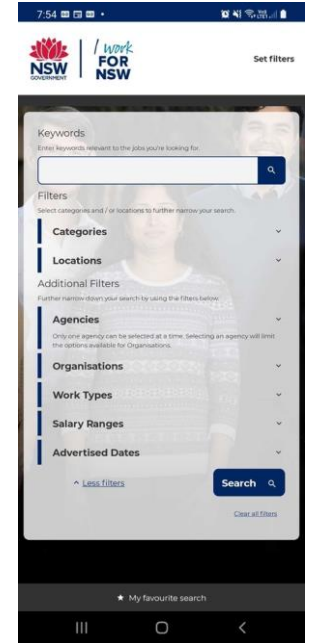 7:54
NSW
GOVERNMENT
I work
FOR
NSW
Set filters
Keywords
Enter keywords relevant to the jobs you're looking for.
Filters
Select categories and / or locations to further narrow your search.
Categories
Locations
Additional Filters
Further narrow down your search by using the filters below
Agencies
Only one agency can be selected at a time. Selecting an agency will limit
the options available for Organisations.
Organisations
Work Types
Salary Ranges
Advertised Dates
Less filters
Search
Clear all filters
★ My favourite search